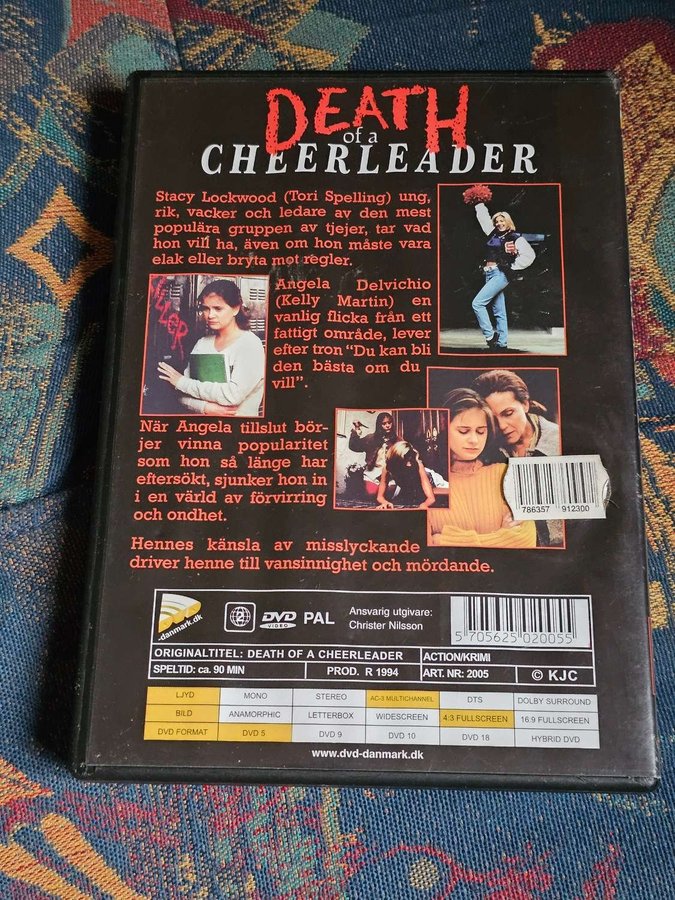 DEATH
of a
CHEERLEADER
Stacy Lockwood (Tori Spelling) ung,
rik, vacker och ledare av den mest
populära gruppen av tjejer, tar vad
hon vill ha, även om hon måste vara
elak eller bryta mot regler.
Angela Delvichio
(Kelly Martin) en
vanlig flicka från ett
fattigt område, lever
efter tron "Du kan bli
den bästa om du
vill".
När Angela tillslut bör-
jer vinna popularitet
som hon så länge har
eftersökt, sjunker hon in
i en värld av förvirring
och ondhet.
Hennes känsla av misslyckande
driver henne till vansinnighet och mördande.
786357 912300
-danmark.dk
2
DVD VIDEO
PAL
Ansvarig utgivare:
Christer Nilsson
5 705625 020055
ORIGINALTITEL: DEATH OF A CHEERLEADER
ACTION/KRIMI
SPELTID: ca. 90 MIN
PROD. R 1994
ART. NR: 2005
© KJC
LJYD MONO STEREO AC-3 MULTICHANNEL DTS DOLBY SURROUND
BILD ANAMORPHIC LETTERBOX WIDESCREEN 4:3 FULLSCREEN 16:9 FULLSCREEN
DVD FORMAT DVD 5 DVD 9 DVD 10 DVD 18 HYBRID DVD
www.dvd-danmark.dk